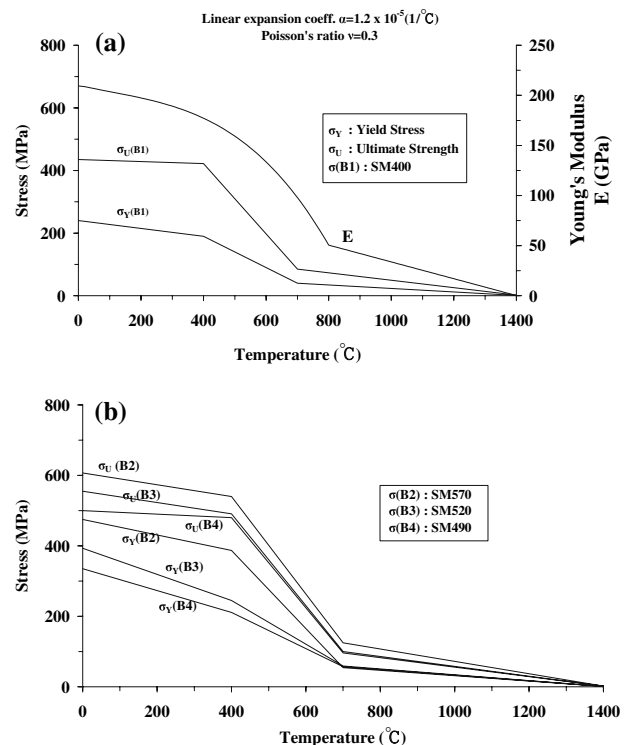 Linear expansion coeff. α=1.2 x 10⁻⁵(1/℃)
Poisson's ratio ν=0.3
(a)
800
600
400
200
0
Stress (MPa)
250
200
150
100
50
0
Young's Modulus
E (GPa)
σY : Yield Stress
σU : Ultimate Strength
σ(B1) : SM400
σU(B1)
σY(B1)
E
0 200 400 600 800 1000 1200 1400
Temperature (℃)
(b)
800
600
400
200
0
Stress (MPa)
σU (B2)
σU(B3)
σU(B4)
σY(B2)
σY(B3)
σY(B4)
σ(B2) : SM570
σ(B3) : SM520
σ(B4) : SM490
0 200 400 600 800 1000 1200 1400
Temperature (℃)